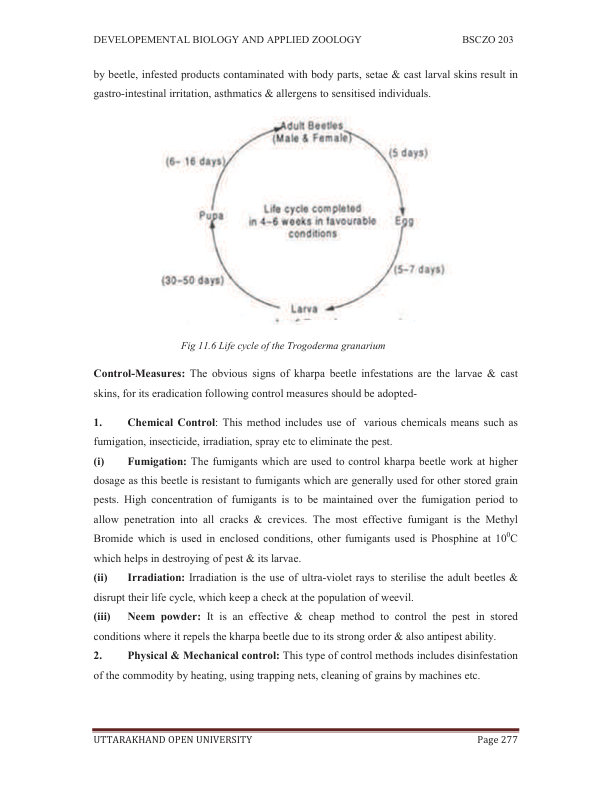 DEVELOPEMENTAL BIOLOGY AND APPLIED ZOOLOGY BSCZO 203
by beetle, infested products contaminated with body parts, setae & cast larval skins result in
gastro-intestinal irritation, asthmatics & allergens to sensitised individuals.
Adult Beetles
(Male & Female)
(5 days)
(6– 16 days)
Life cycle completed
in 4–6 weeks in favourable
conditions
Pupa
Egg
(5–7 days)
(30–50 days)
Larva
Fig 11.6 Life cycle of the Trogoderma granarium
Control-Measures: The obvious signs of kharpa beetle infestations are the larvae & cast
skins, for its eradication following control measures should be adopted-
1. Chemical Control: This method includes use of various chemicals means such as
fumigation, insecticide, irradiation, spray etc to eliminate the pest.
(i) Fumigation: The fumigants which are used to control kharpa beetle work at higher
dosage as this beetle is resistant to fumigants which are generally used for other stored grain
pests. High concentration of fumigants is to be maintained over the fumigation period to
allow penetration into all cracks & crevices. The most effective fumigant is the Methyl
Bromide which is used in enclosed conditions, other fumigants used is Phosphine at 10⁰C
which helps in destroying of pest & its larvae.
(ii) Irradiation: Irradiation is the use of ultra-violet rays to sterilise the adult beetles &
disrupt their life cycle, which keep a check at the population of weevil.
(iii) Neem powder: It is an effective & cheap method to control the pest in stored
conditions where it repels the kharpa beetle due to its strong order & also antipest ability.
2. Physical & Mechanical control: This type of control methods includes disinfestation
of the commodity by heating, using trapping nets, cleaning of grains by machines etc.
UTTARAKHAND OPEN UNIVERSITY Page 277